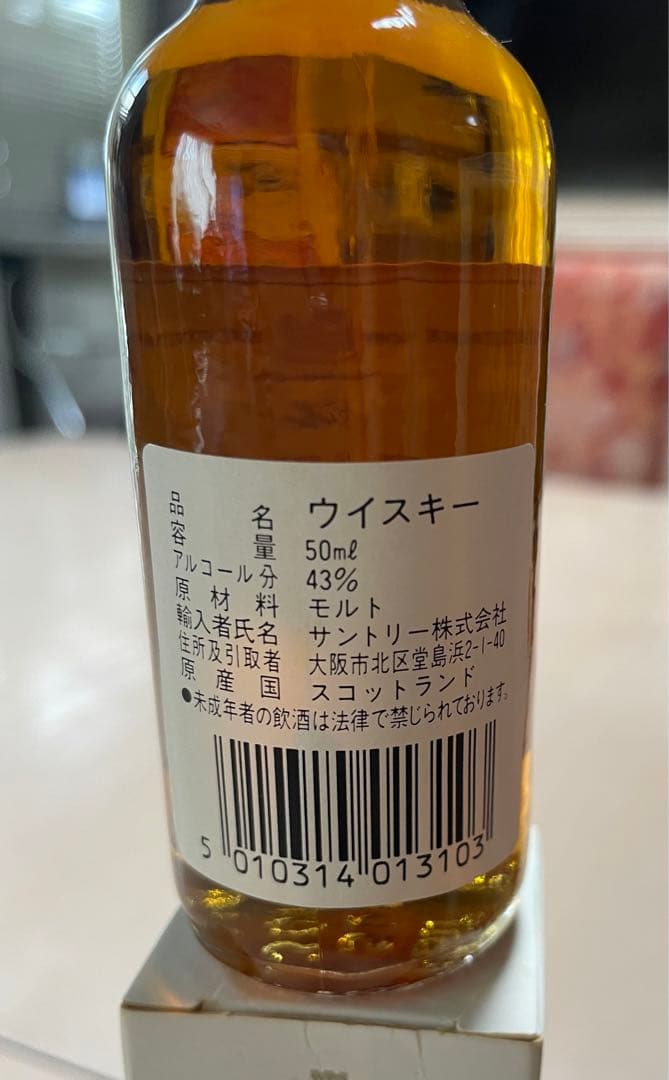 品名 ウイスキー
容量 50mℓ
アルコール分 43%
原材料 モルト
輸入者氏名 サントリー株式会社
住所及引取者 大阪市北区堂島浜2-1-40
原産国 スコットランド
●未成年者の飲酒は法律で禁じられております。
5 010314 013103